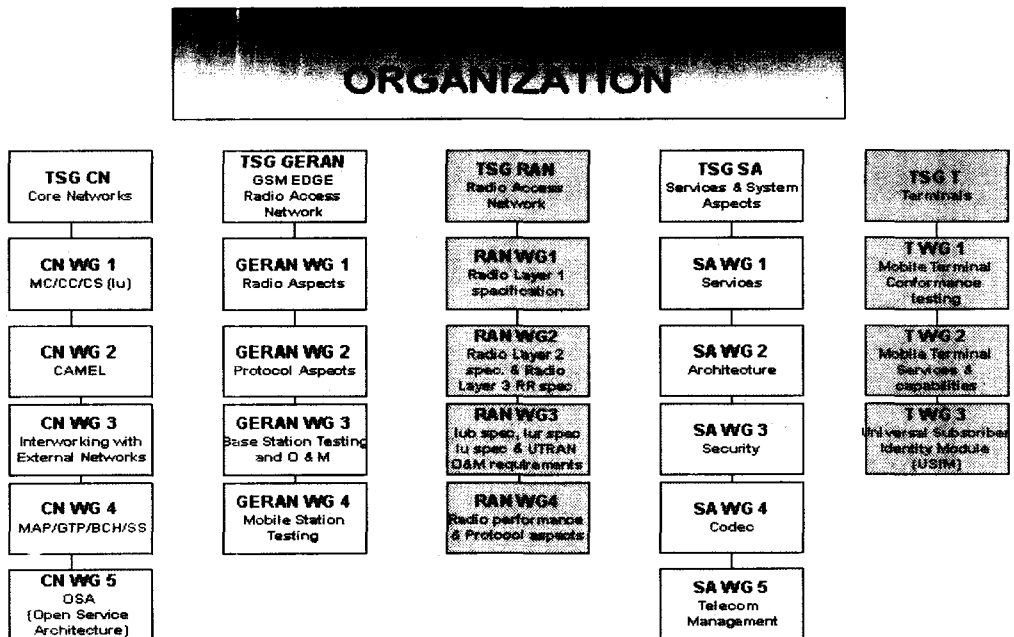 ORGANIZATION
TSG CN
Core Networks
CN WG 1
MC/CC/CS (Iu)
CN WG 2
CAMEL
CN WG 3
Interworking with
External Networks
CN WG 4
MAP/GTP/BCH/SS
CN WG 5
OSA
(Open Service
Architecture)
TSG GERAN
GSM EDGE
Radio Access
Network
GERAN WG 1
Radio Aspects
GERAN WG 2
Protocol Aspects
GERAN WG 3
Base Station Testing
and O & M
GERAN WG 4
Mobile Station
Testing
TSG RAN
Radio Access
Network
RAN WG1
Radio Layer 1
specification
RAN WG2
Radio Layer 2
spec. & Radio
Layer 3 RR spec
RAN WG3
Iub spec, Iur spec
Iu spec & UTRAN
O&M requirements
RAN WG4
Radio performance
& Protocol aspects
TSG SA
Services & System
Aspects
SA WG 1
Services
SA WG 2
Architecture
SA WG 3
Security
SA WG 4
Codec
SA WG 5
Telecom
Management
TSG T
Terminals
T WG 1
Mobile Terminal
Conformance
testing
T WG 2
Mobile Terminal
Services &
capabilities
T WG 3
Universal Subscriber
Identity Module
(USIM)